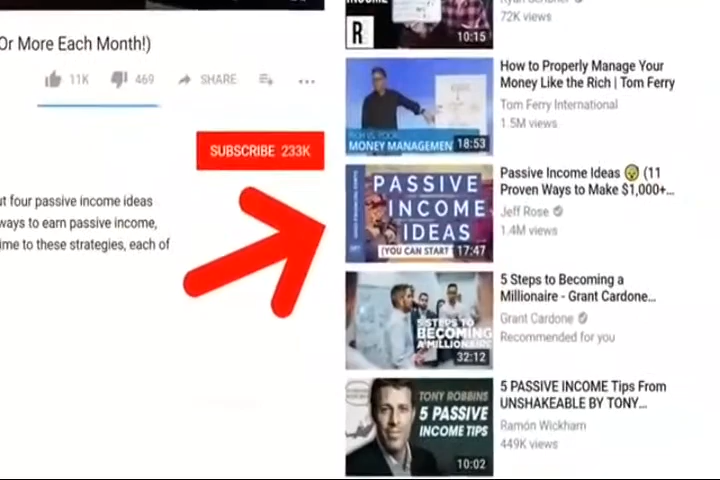 Or More Each Month!)
11K
469
SHARE
SUBSCRIBE 233K
ut four passive income ideas
ways to earn passive income,
ime to these strategies, each of
INCOME
R
10:15
72K views
MONEY MANAGEMEN
18:53
How to Properly Manage Your
Money Like the Rich | Tom Ferry
Tom Ferry International
1.5M views
PASSIVE
INCOME
IDEAS
(YOU CAN START
17:47
Passive Income Ideas 😲 (11
Proven Ways to Make $1,000+...
Jeff Rose
1.4M views
5 STEPS TO
BECOMING
A MILLIONAIRE
32:12
5 Steps to Becoming a
Millionaire - Grant Cardone...
Grant Cardone
Recommended for you
TONY ROBBINS
5 PASSIVE
INCOME TIPS
10:02
5 PASSIVE INCOME Tips From
UNSHAKEABLE BY TONY...
Ramón Wickham
449K views